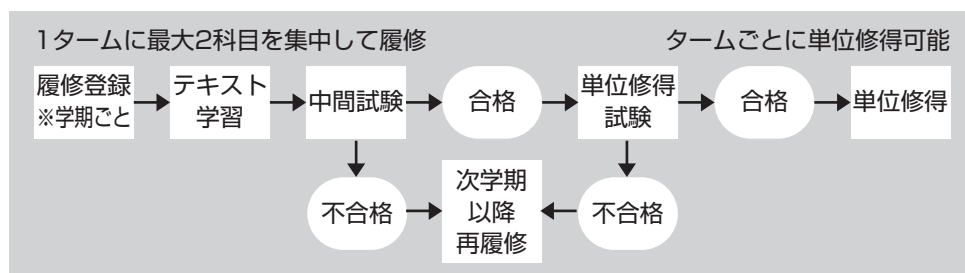 1タームに最大2科目を集中して履修
タームごとに単位修得可能
履修登録
※学期ごと
テキスト
学習
中間試験
合格
単位修得
試験
合格
単位修得
不合格
次学期
以降
再履修
不合格